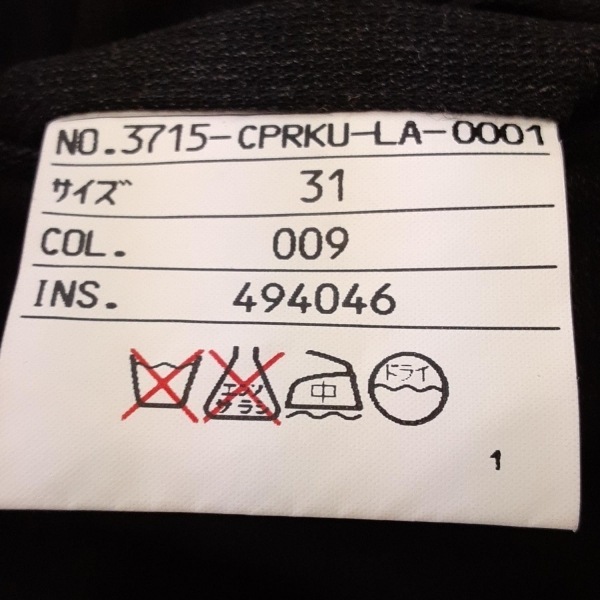 NO.3715-CPRKU-LA-0001
サイズ 31
COL. 009
INS. 494046
エンソ
サラシ
中
ドライ
1